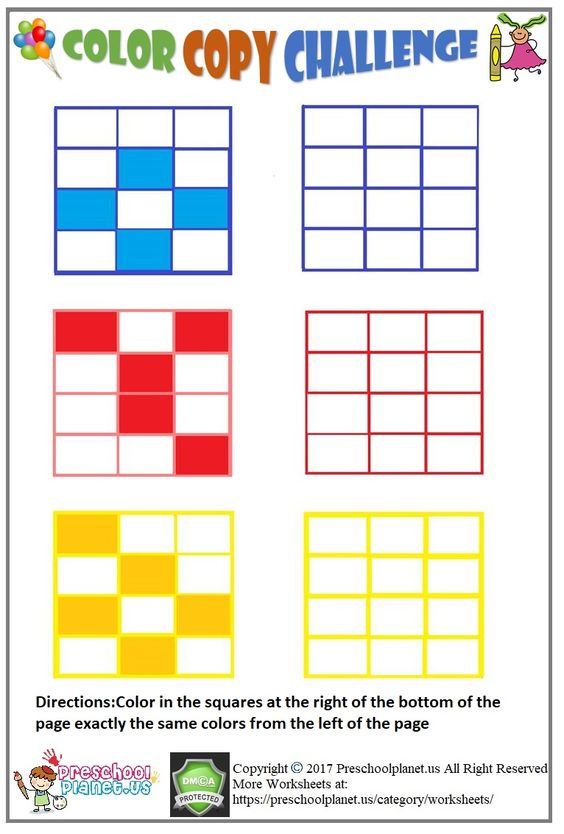 COLOR COPY CHALLENGE
Directions:Color in the squares at the right of the bottom of the
page exactly the same colors from the left of the page
preschool
planet.us
DMCA
PROTECTED
Copyright © 2017 Preschoolplanet.us All Right Reserved
More Worksheets at:
https://preschoolplanet.us/category/worksheets/